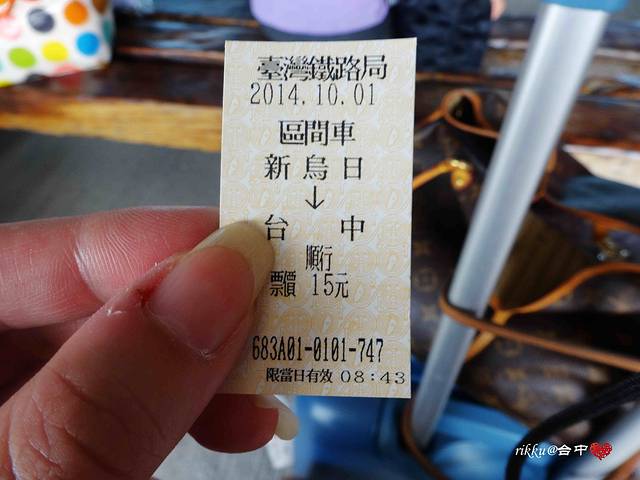 臺灣鐵路局
2014.10.01
區間車
新烏日
↓
台中
順行
票價 15元
683A01-0101-747
限當日有效 08:43
rikku@台中